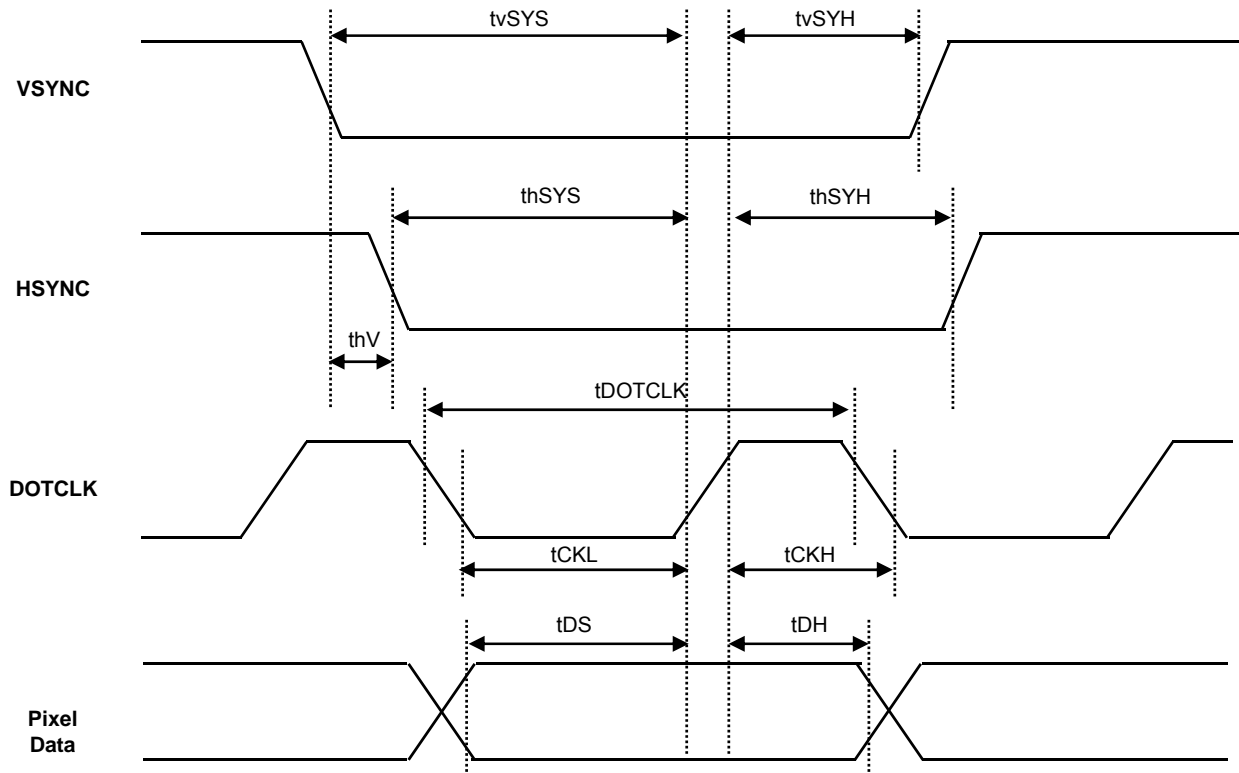 tvSYS
tvSYH
VSYNC
thSYS
thSYH
HSYNC
thV
tDOTCLK
DOTCLK
tCKL
tCKH
tDS
tDH
Pixel
Data